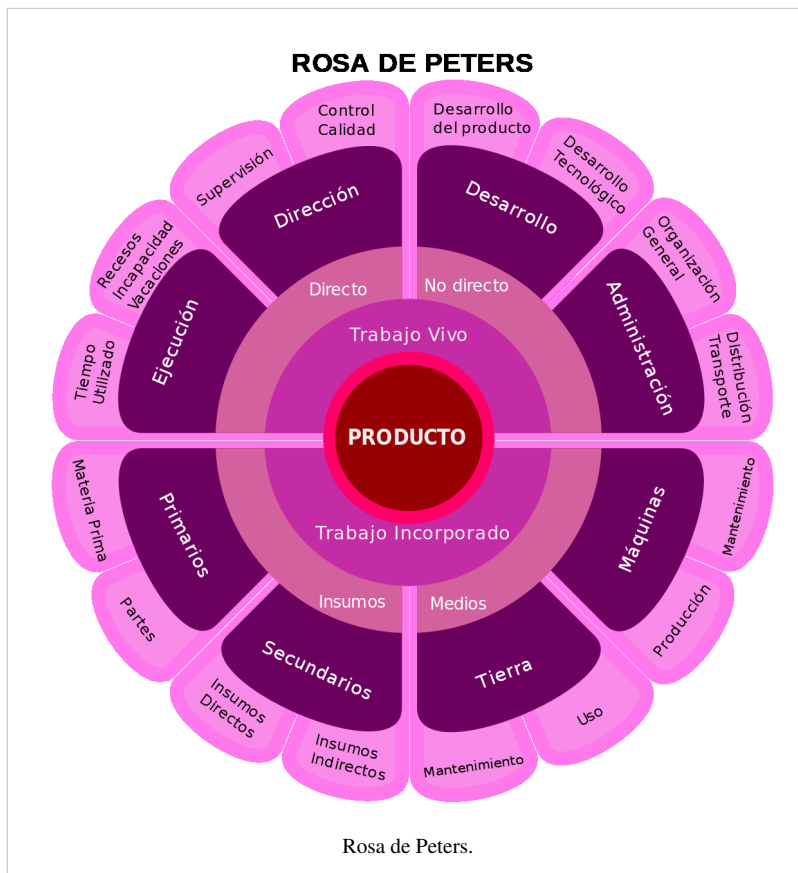 ROSA DE PETERS
Control
Calidad
Desarrollo
del producto
Supervisión
Desarrollo
Tecnológico
Dirección
Desarrollo
Recesos
Incapacidad
Vacaciones
Organización
General
Ejecución
Directo
No directo
Administración
Tiempo
Utilizado
Trabajo Vivo
Distribución
Transporte
PRODUCTO
Materia Prima
Primarios
Trabajo Incorporado
Máquinas
Mantenimiento
Partes
Insumos
Medios
Producción
Secundarios
Tierra
Insumos
Directos
Uso
Insumos
Indirectos
Mantenimiento
Rosa de Peters.